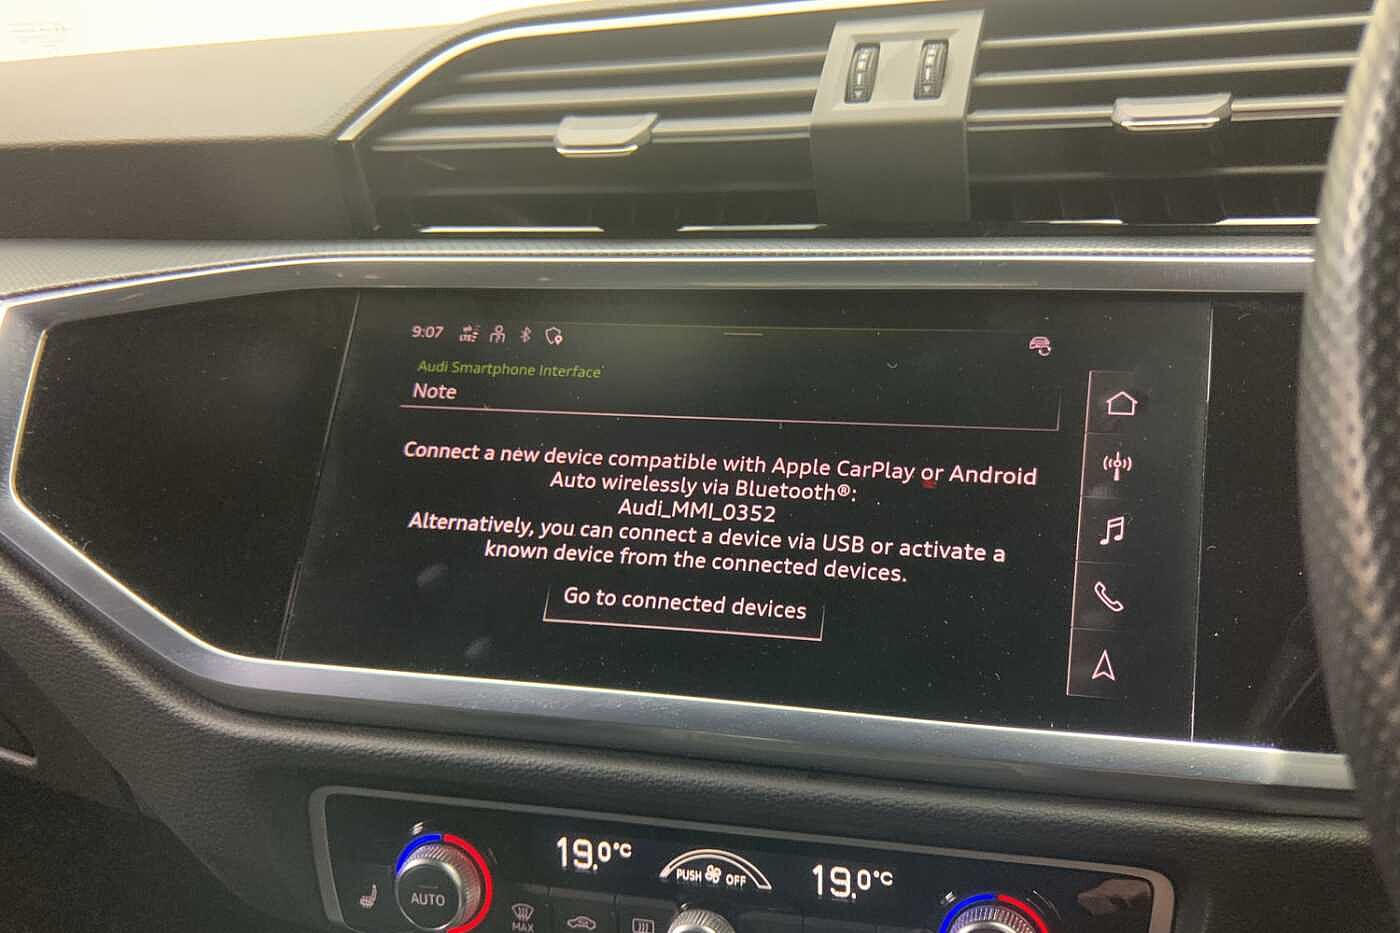 9:07
LTE
Audi Smartphone Interface
Note
Connect a new device compatible with Apple CarPlay or Android
Auto wirelessly via Bluetooth®:
Audi_MMI_0352
Alternatively, you can connect a device via USB or activate a
known device from the connected devices.
Go to connected devices
19.0°C
PUSH OFF
19.0°C
AUTO
MAX